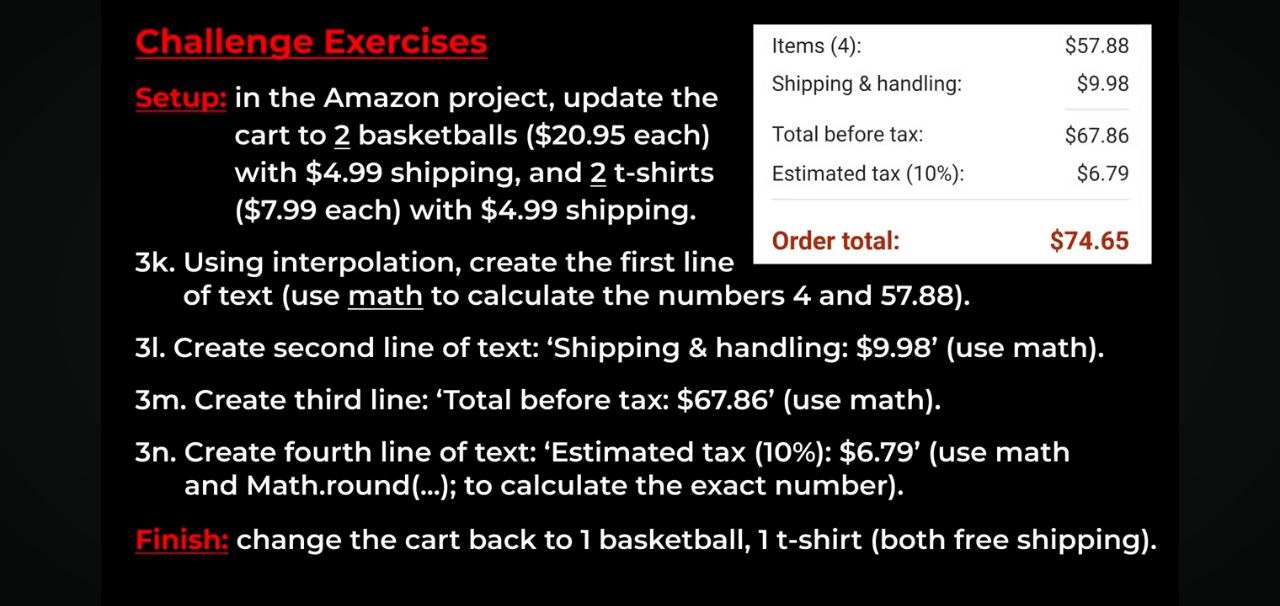 Challenge Exercises
Setup: in the Amazon project, update the
cart to 2 basketballs ($20.95 each)
with $4.99 shipping, and 2 t-shirts
($7.99 each) with $4.99 shipping.
Items (4): $57.88
Shipping & handling: $9.98
Total before tax: $67.86
Estimated tax (10%): $6.79
Order total: $74.65
3k. Using interpolation, create the first line
of text (use math to calculate the numbers 4 and 57.88).
3l. Create second line of text: ‘Shipping & handling: $9.98’ (use math).
3m. Create third line: ‘Total before tax: $67.86’ (use math).
3n. Create fourth line of text: ‘Estimated tax (10%): $6.79’ (use math
and Math.round(...); to calculate the exact number).
Finish: change the cart back to 1 basketball, 1 t-shirt (both free shipping).